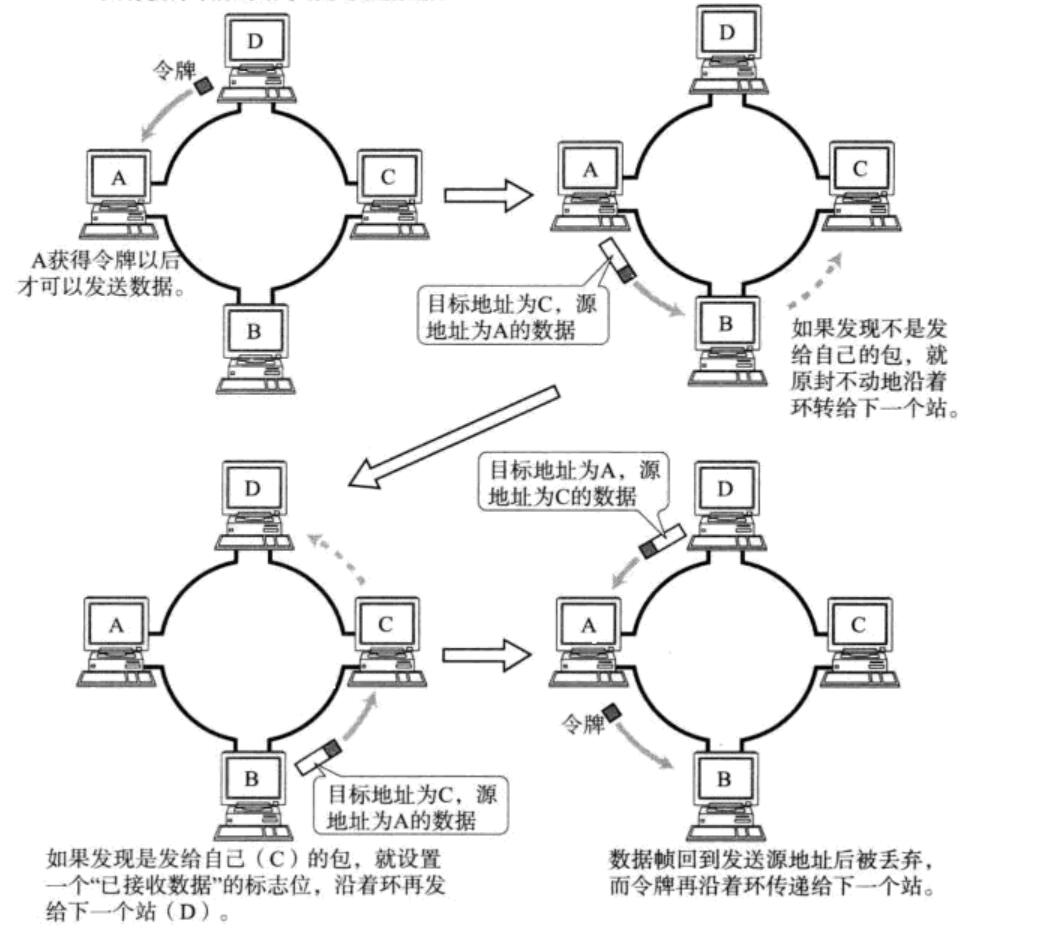 D
令牌
A
C
A获得令牌以后
才可以发送数据。
B
D
A
C
目标地址为C，源
地址为A的数据
B
如果发现不是发
给自己的包，就
原封不动地沿着
环转给下一个站。
D
A
C
B
目标地址为C，源
地址为A的数据
如果发现是发给自己（C）的包，就设置
一个“已接收数据”的标志位，沿着环再发
给下一个站（D）。
目标地址为A，源
地址为C的数据
D
A
C
令牌
B
数据帧回到发送源地址后被丢弃，
而令牌再沿着环传递给下一个站。